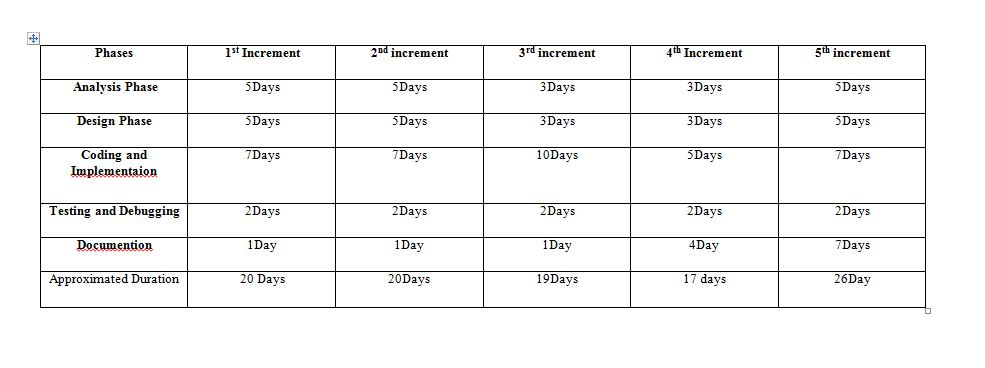 Phases 1st Increment 2nd increment 3rd increment 4th Increment 5th increment
Analysis Phase 5Days 5Days 3Days 3Days 5Days
Design Phase 5Days 5Days 3Days 3Days 5Days
Coding and 7Days 7Days 10Days 5Days 7Days
Implementaion
Testing and Debugging 2Days 2Days 2Days 2Days 2Days
Documention 1Day 1Day 1Day 4Day 7Days
Approximated Duration 20 Days 20Days 19Days 17 days 26Day